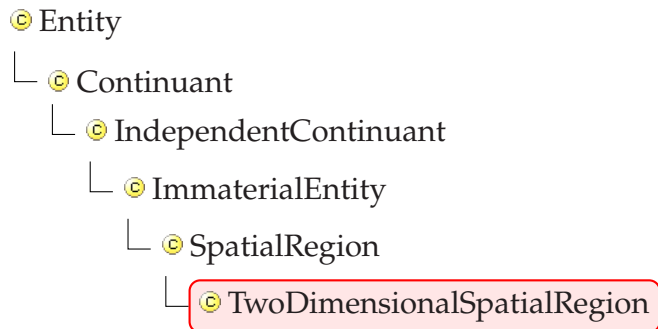 Entity
Continuant
IndependentContinuant
ImmaterialEntity
SpatialRegion
TwoDimensionalSpatialRegion